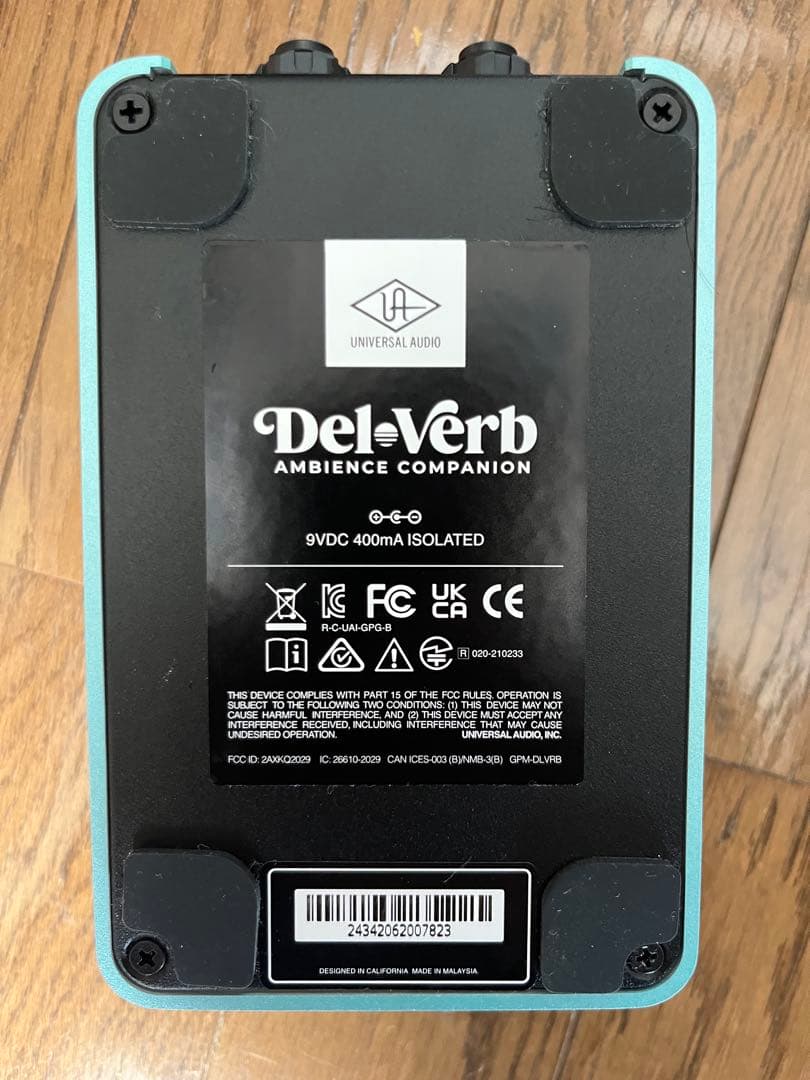 UNIVERSAL AUDIO
Del-Verb
AMBIENCE COMPANION
9VDC 400mA ISOLATED
FC UK CA CE
R-C-UAI-GPG-B
R 020-210233
THIS DEVICE COMPLIES WITH PART 15 OF THE FCC RULES. OPERATION IS
SUBJECT TO THE FOLLOWING TWO CONDITIONS: (1) THIS DEVICE MAY NOT
CAUSE HARMFUL INTERFERENCE, AND (2) THIS DEVICE MUST ACCEPT ANY
INTERFERENCE RECEIVED, INCLUDING INTERFERENCE THAT MAY CAUSE
UNDESIRED OPERATION. UNIVERSAL AUDIO, INC.
FCC ID: 2AXKQ2029 IC: 26610-2029 CAN ICES-003 (B)/NMB-3(B) GPM-DLVRB
24342062007823
DESIGNED IN CALIFORNIA MADE IN MALAYSIA